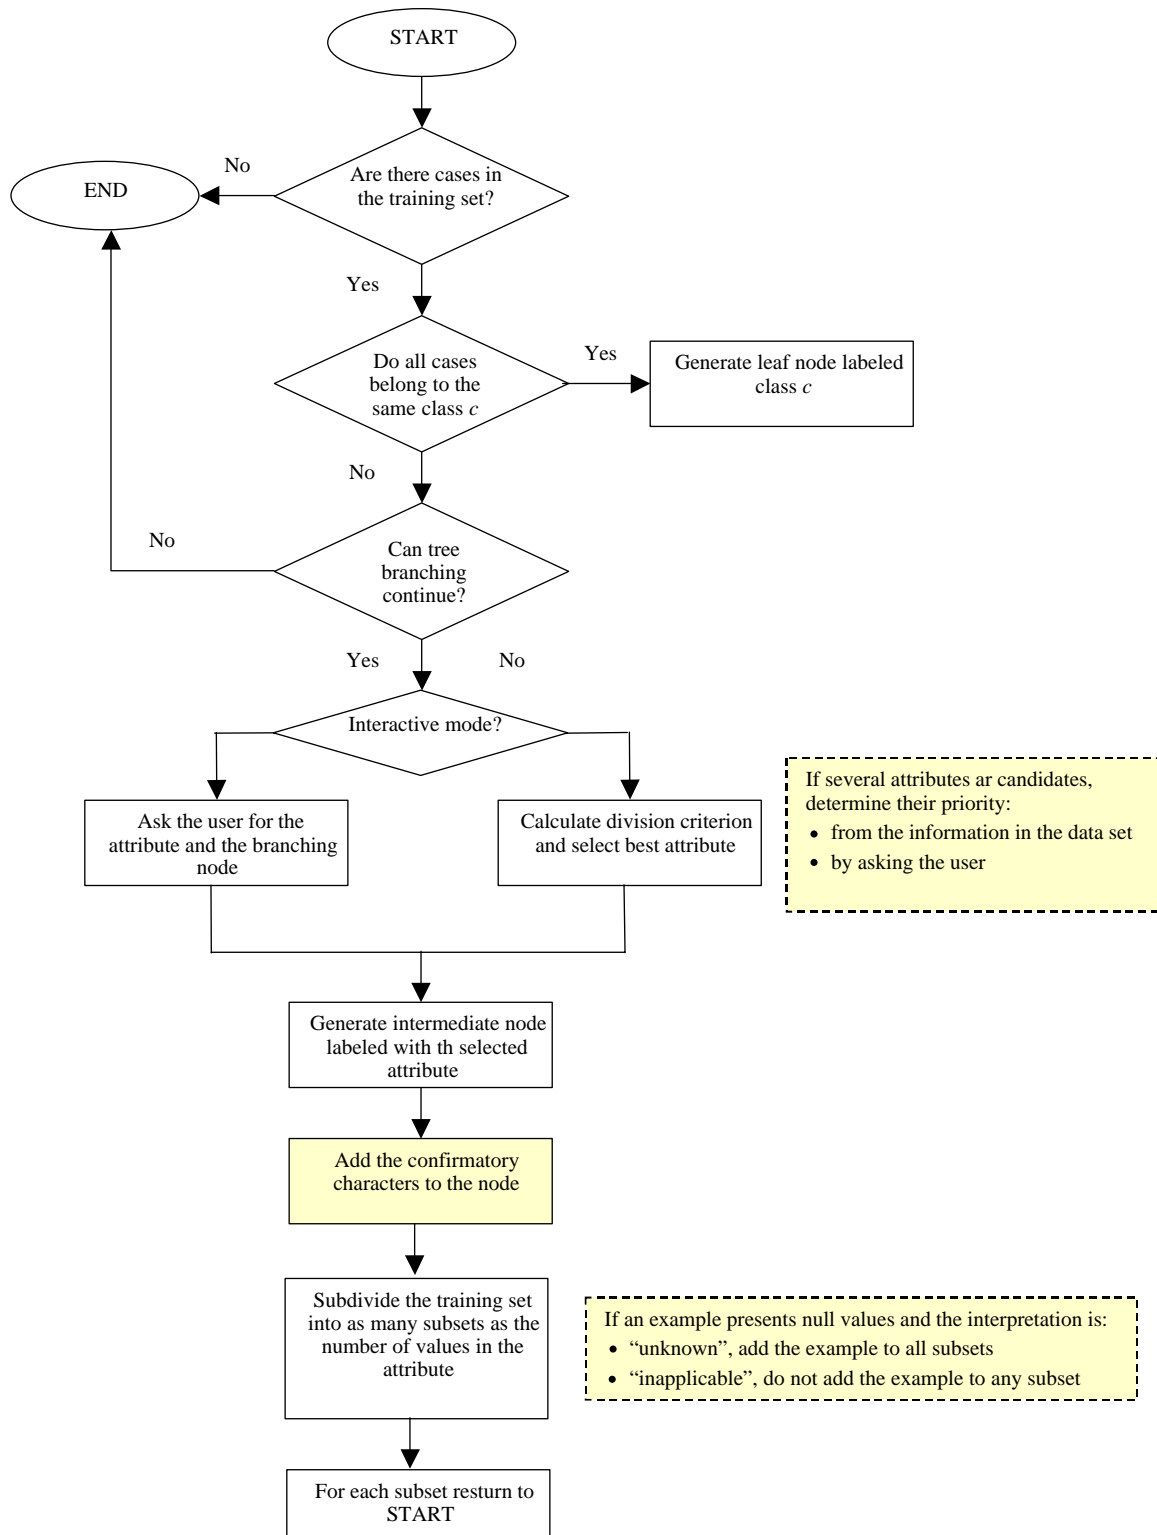 START
No
Are there cases in
the training set?
END
Yes
Do all cases
belong to the
same class c
Yes
Generate leaf node labeled
class c
No
No
Can tree
branching
continue?
Yes
No
Interactive mode?
Ask the user for the
attribute and the branching
node
Calculate division criterion
and select best attribute
If several attributes ar candidates,
determine their priority:
• from the information in the data set
• by asking the user
Generate intermediate node
labeled with th selected
attribute
Add the confirmatory
characters to the node
Subdivide the training set
into as many subsets as the
number of values in the
attribute
If an example presents null values and the interpretation is:
• “unknown”, add the example to all subsets
• “inapplicable”, do not add the example to any subset
For each subset resturn to
START